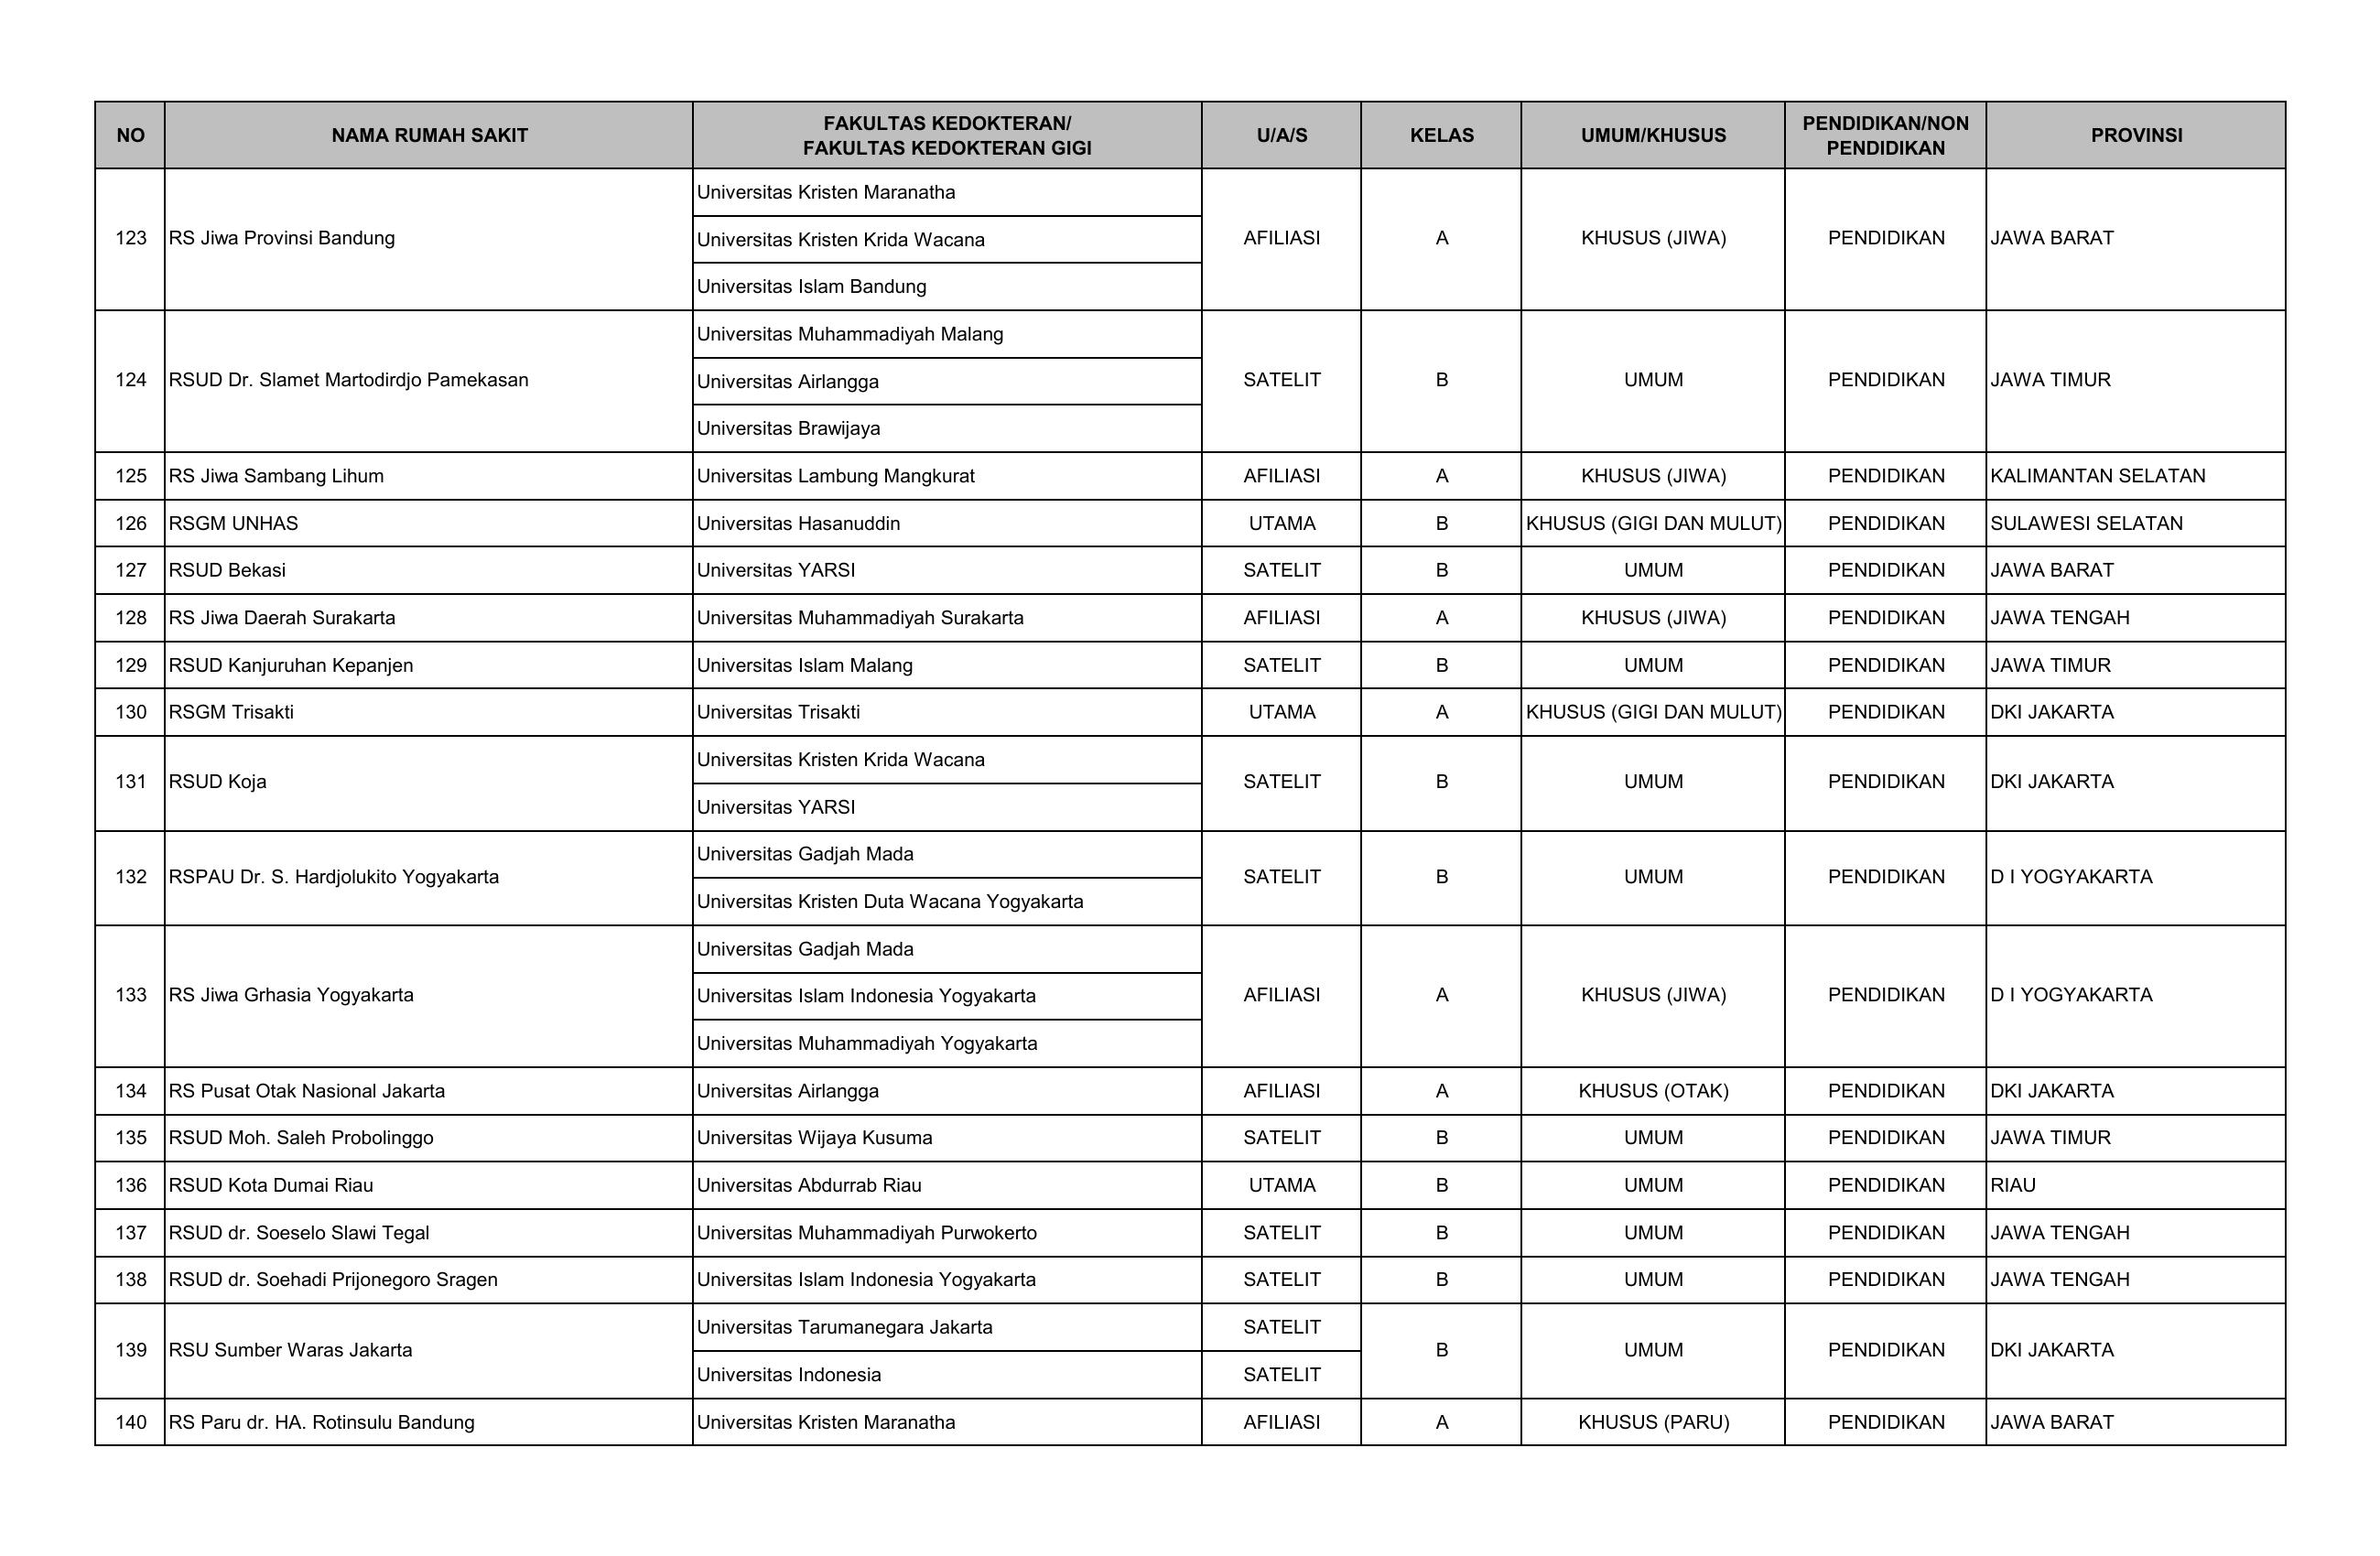 NO NAMA RUMAH SAKIT FAKULTAS KEDOKTERAN/ FAKULTAS KEDOKTERAN GIGI U/A/S KELAS UMUM/KHUSUS PENDIDIKAN/NON PENDIDIKAN PROVINSI
123 RS Jiwa Provinsi Bandung Universitas Kristen Maranatha AFILIASI A KHUSUS (JIWA) PENDIDIKAN JAWA BARAT
Universitas Kristen Krida Wacana
Universitas Islam Bandung
124 RSUD Dr. Slamet Martodirdjo Pamekasan Universitas Muhammadiyah Malang SATELIT B UMUM PENDIDIKAN JAWA TIMUR
Universitas Airlangga
Universitas Brawijaya
125 RS Jiwa Sambang Lihum Universitas Lambung Mangkurat AFILIASI A KHUSUS (JIWA) PENDIDIKAN KALIMANTAN SELATAN
126 RSGM UNHAS Universitas Hasanuddin UTAMA B KHUSUS (GIGI DAN MULUT) PENDIDIKAN SULAWESI SELATAN
127 RSUD Bekasi Universitas YARSI SATELIT B UMUM PENDIDIKAN JAWA BARAT
128 RS Jiwa Daerah Surakarta Universitas Muhammadiyah Surakarta AFILIASI A KHUSUS (JIWA) PENDIDIKAN JAWA TENGAH
129 RSUD Kanjuruhan Kepanjen Universitas Islam Malang SATELIT B UMUM PENDIDIKAN JAWA TIMUR
130 RSGM Trisakti Universitas Trisakti UTAMA A KHUSUS (GIGI DAN MULUT) PENDIDIKAN DKI JAKARTA
131 RSUD Koja Universitas Kristen Krida Wacana SATELIT B UMUM PENDIDIKAN DKI JAKARTA
Universitas YARSI
132 RSPAU Dr. S. Hardjolukito Yogyakarta Universitas Gadjah Mada SATELIT B UMUM PENDIDIKAN D I YOGYAKARTA
Universitas Kristen Duta Wacana Yogyakarta
133 RS Jiwa Grhasia Yogyakarta Universitas Gadjah Mada AFILIASI A KHUSUS (JIWA) PENDIDIKAN D I YOGYAKARTA
Universitas Islam Indonesia Yogyakarta
Universitas Muhammadiyah Yogyakarta
134 RS Pusat Otak Nasional Jakarta Universitas Airlangga AFILIASI A KHUSUS (OTAK) PENDIDIKAN DKI JAKARTA
135 RSUD Moh. Saleh Probolinggo Universitas Wijaya Kusuma SATELIT B UMUM PENDIDIKAN JAWA TIMUR
136 RSUD Kota Dumai Riau Universitas Abdurrab Riau UTAMA B UMUM PENDIDIKAN RIAU
137 RSUD dr. Soeselo Slawi Tegal Universitas Muhammadiyah Purwokerto SATELIT B UMUM PENDIDIKAN JAWA TENGAH
138 RSUD dr. Soehadi Prijonegoro Sragen Universitas Islam Indonesia Yogyakarta SATELIT B UMUM PENDIDIKAN JAWA TENGAH
139 RSU Sumber Waras Jakarta Universitas Tarumanegara Jakarta SATELIT B UMUM PENDIDIKAN DKI JAKARTA
Universitas Indonesia SATELIT
140 RS Paru dr. HA. Rotinsulu Bandung Universitas Kristen Maranatha AFILIASI A KHUSUS (PARU) PENDIDIKAN JAWA BARAT